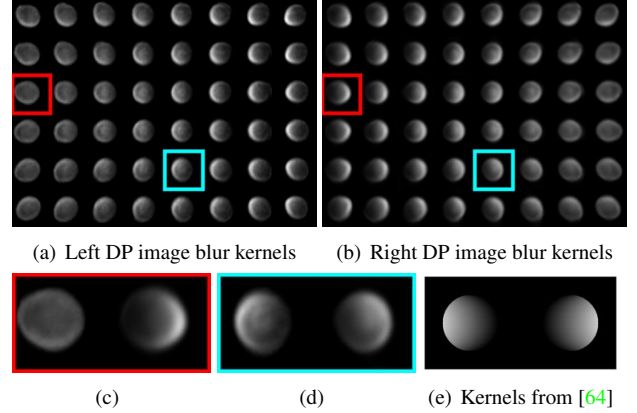 (a) Left DP image blur kernels
(b) Right DP image blur kernels
(c)
(d)
(e) Kernels from [64]